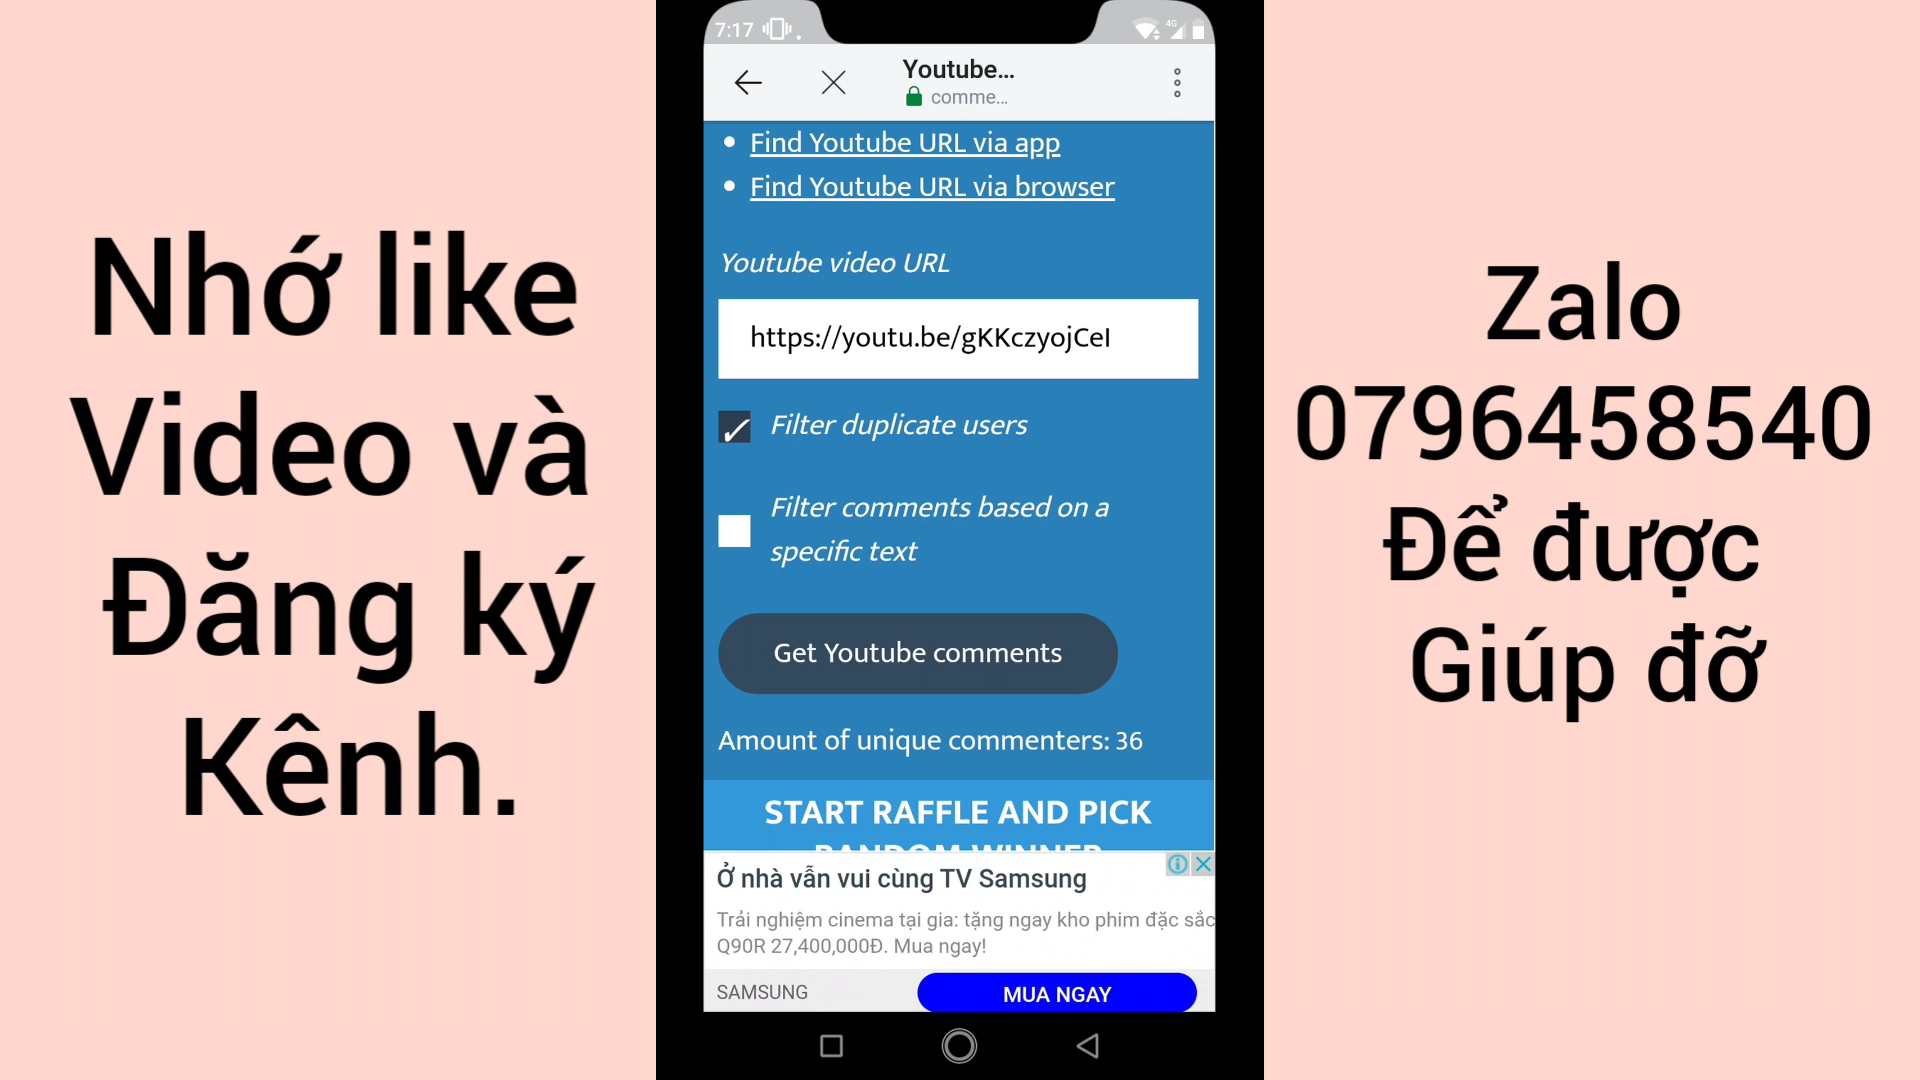 Nhớ like
Video và
Đăng ký
Kênh.
7:17
4G
Youtube...
comme...
Find Youtube URL via app
Find Youtube URL via browser
Youtube video URL
https://youtu.be/gKKczyojCeI
Filter duplicate users
Filter comments based on a
specific text
Get Youtube comments
Amount of unique commenters: 36
START RAFFLE AND PICK
RANDOM WINNER
Ở nhà vẫn vui cùng TV Samsung
Trải nghiệm cinema tại gia: tặng ngay kho phim đặc sắc
Q90R 27,400,000Đ. Mua ngay!
SAMSUNG
MUA NGAY
Zalo
0796458540
Để được
Giúp đỡ